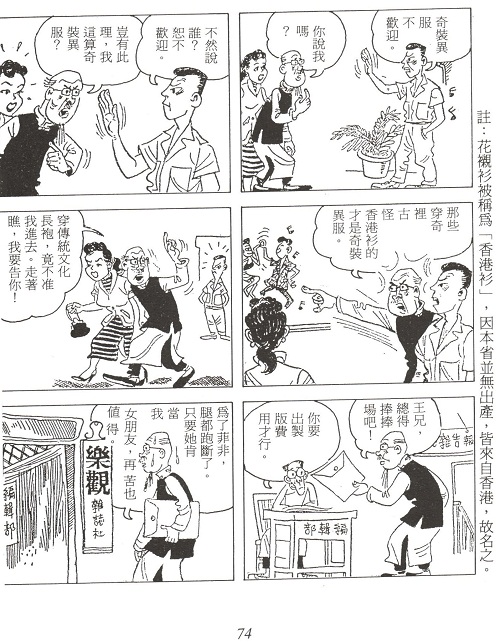 註：花襯衫被稱爲「香港衫」，因本省並無出產，皆來自香港，故名之。
奇裝異
服不
歡迎。
你說我
嗎
？
不然說
誰？
恕不
歡迎。
豈有此
理，我
這算奇
裝異
服？
那些
穿奇
裡古
怪
香港衫的
才是奇裝
異服。
穿傳統文化
長袍，竟不准
我進去。走著
瞧，我要告你！
王兄，
總得
捧捧
場吧！
你要
出製
版費
用才行。
部輯編
爲了菲菲，
腿都跑斷了。
只要她肯
當
我
女朋友，再苦也
值得。
樂觀雜誌社
編輯部
74